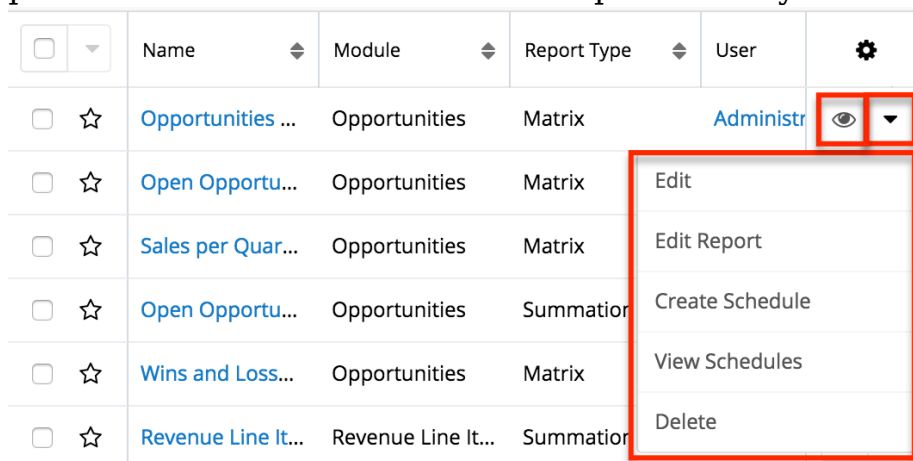 Name Module Report Type User
Opportunities ... Opportunities Matrix Administr
Open Opportu... Opportunities Matrix Edit
Sales per Quar... Opportunities Matrix Edit Report
Open Opportu... Opportunities Summation Create Schedule
Wins and Loss... Opportunities Matrix View Schedules
Revenue Line It... Revenue Line It... Summation Delete